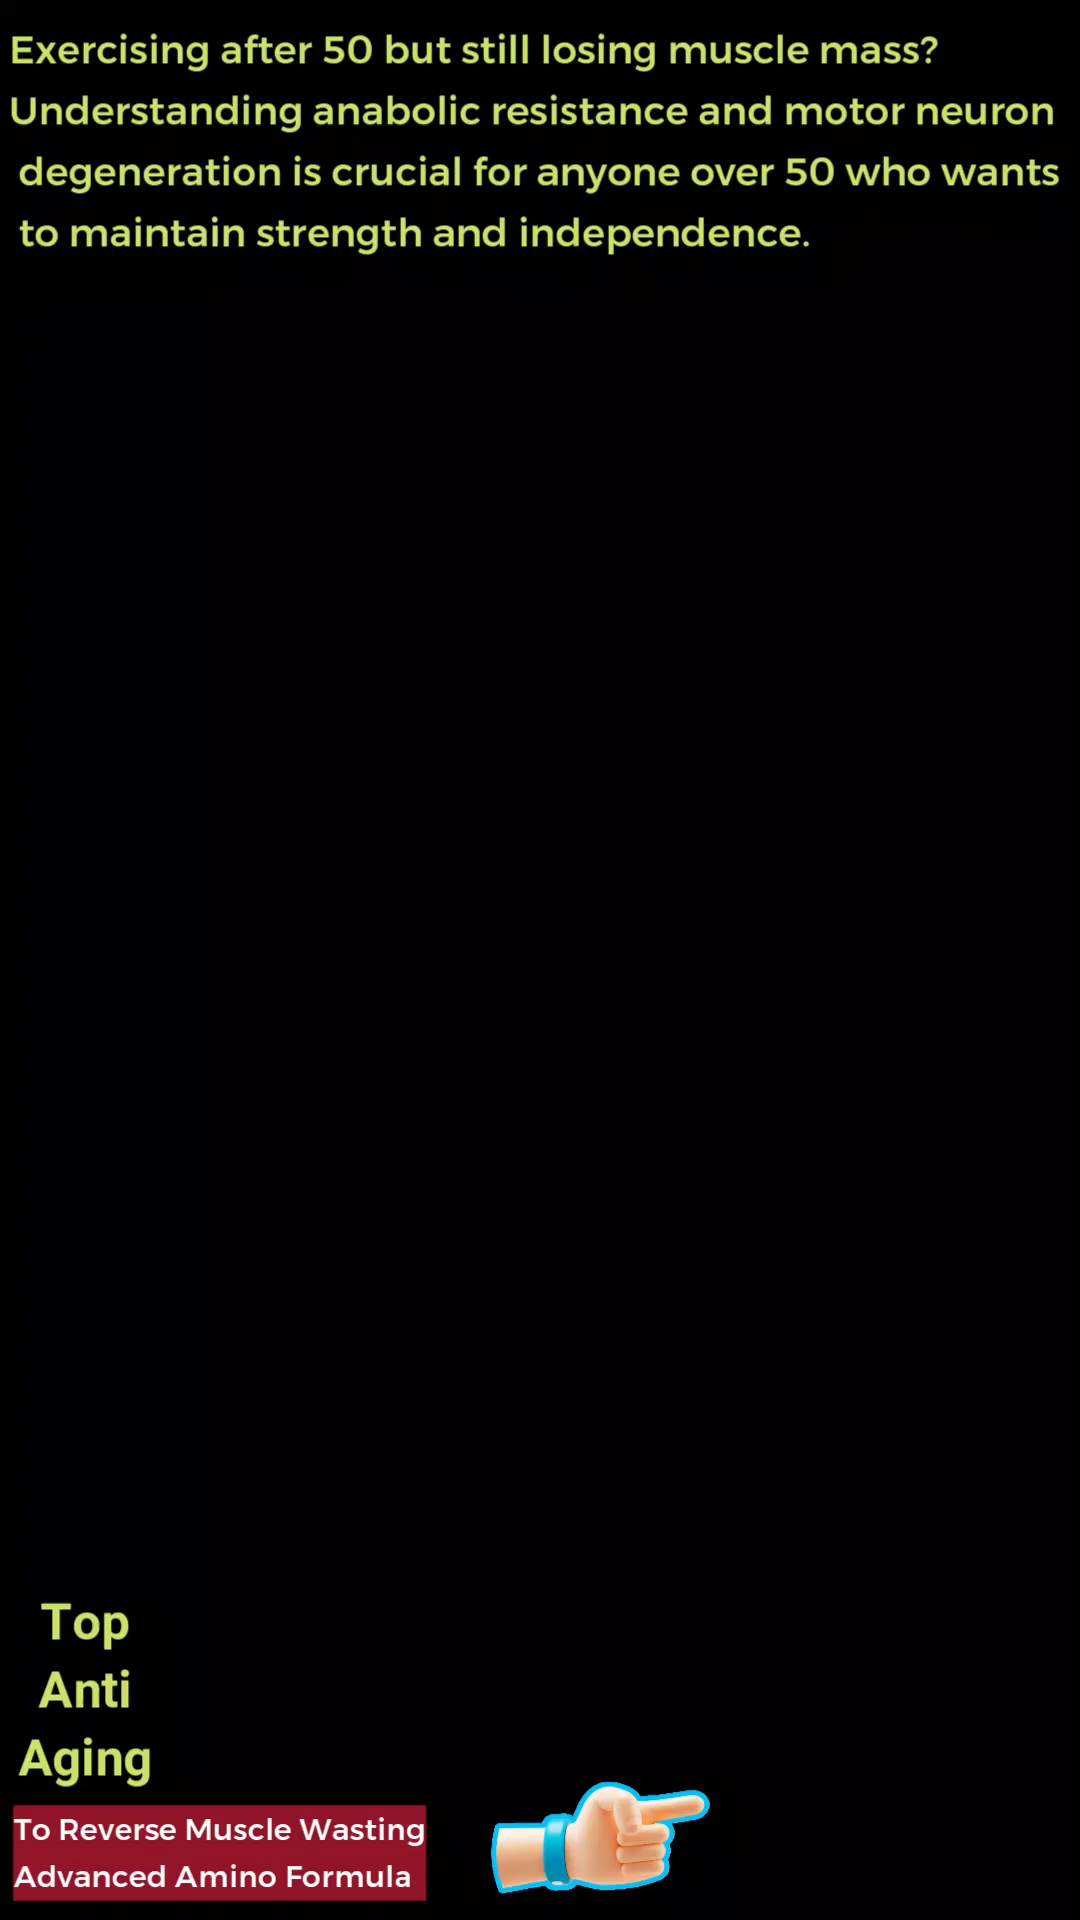 Exercising after 50 but still losing muscle mass?
Understanding anabolic resistance and motor neuron
degeneration is crucial for anyone over 50 who wants
to maintain strength and independence.
Top
Anti
Aging
To Reverse Muscle Wasting
Advanced Amino Formula